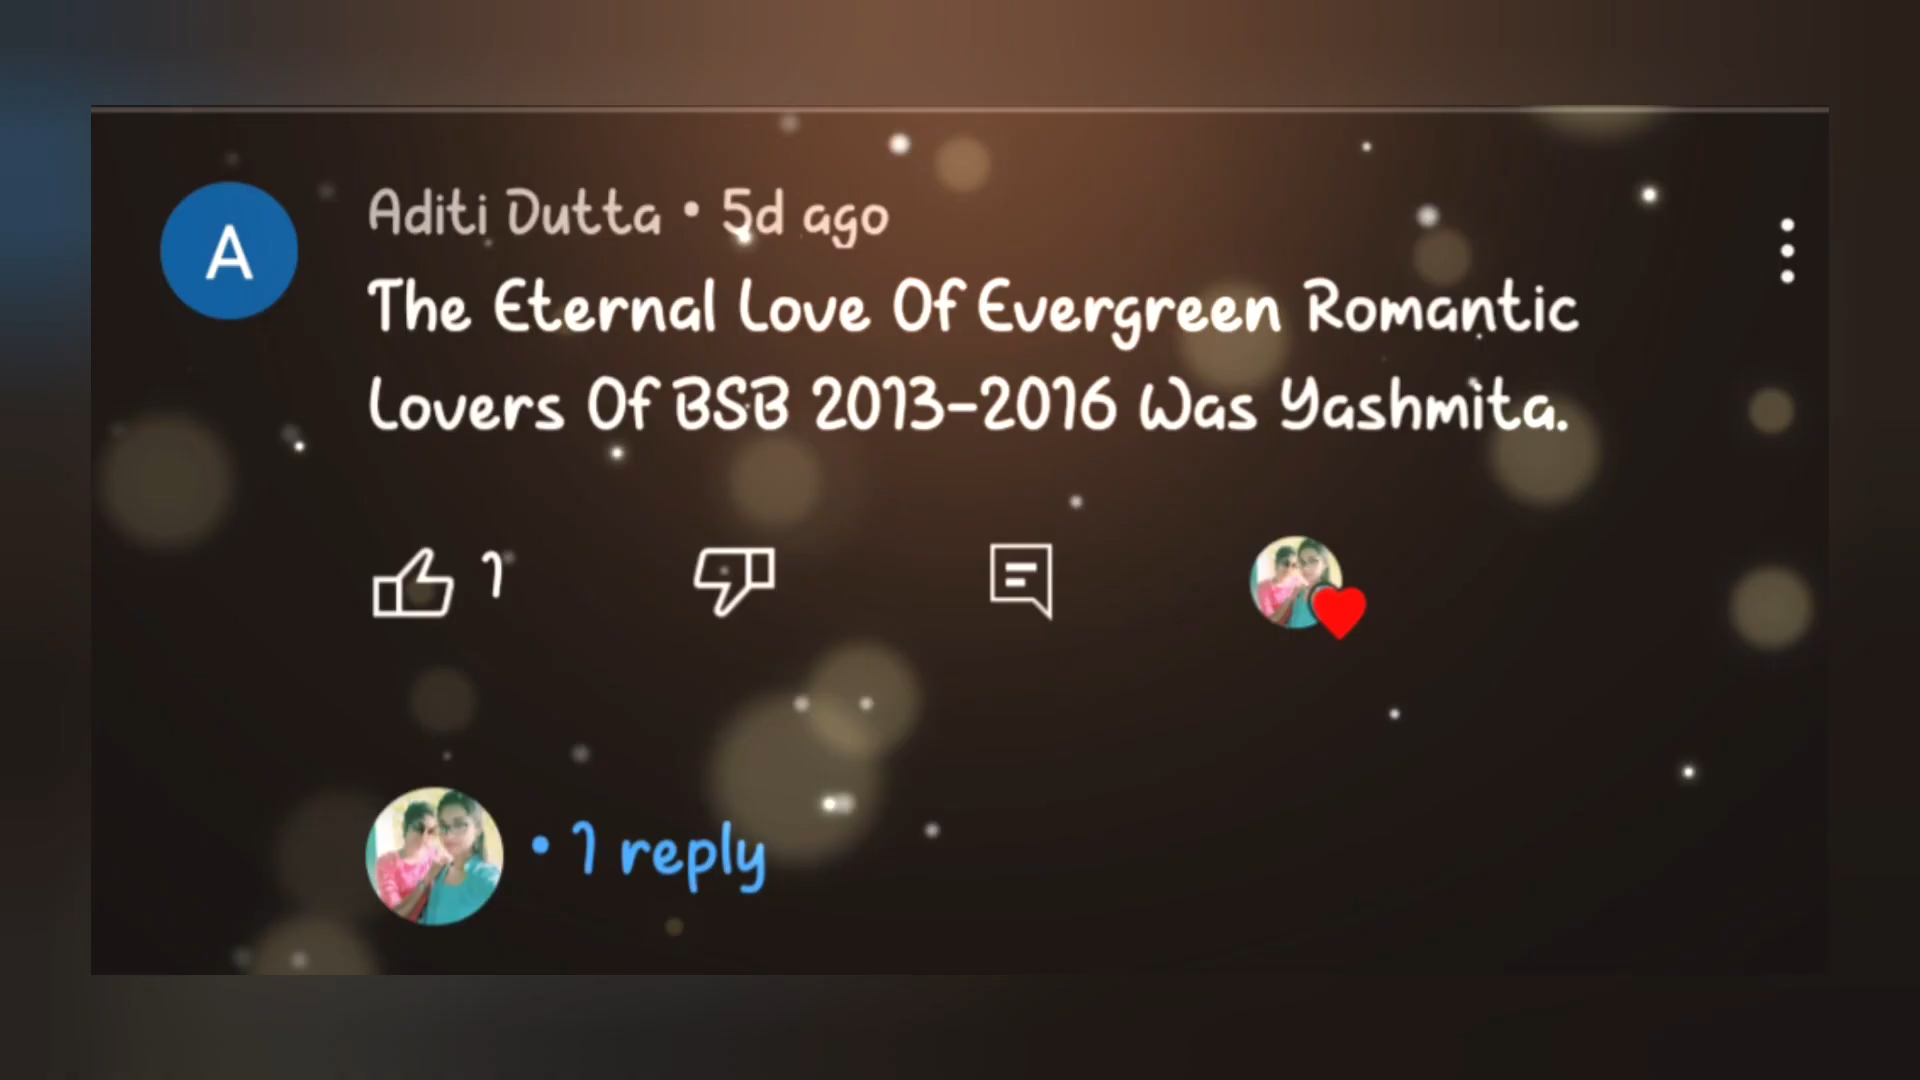 A
Aditi Dutta • 5d ago
The Eternal Love Of Evergreen Romantic
Lovers Of BSB 2013-2016 Was Yashmita.
1
• 1 reply